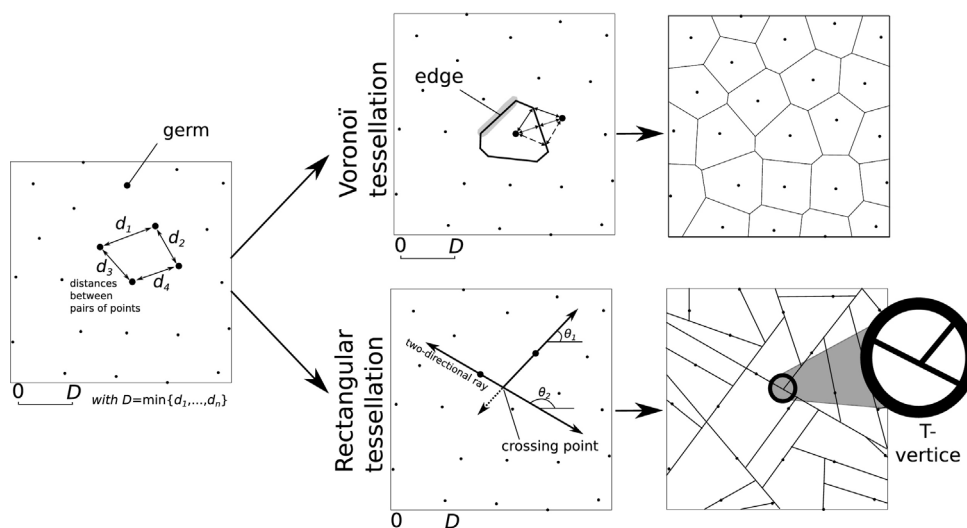 germ
d1
d2
d3
d4
distances
between
pairs of points
0 D
with D=min{d1,...,dn}
Voronoï
tessellation
edge
0 D
Rectangular
tessellation
two-directional ray
θ1
θ2
crossing point
0 D
T-
vertice